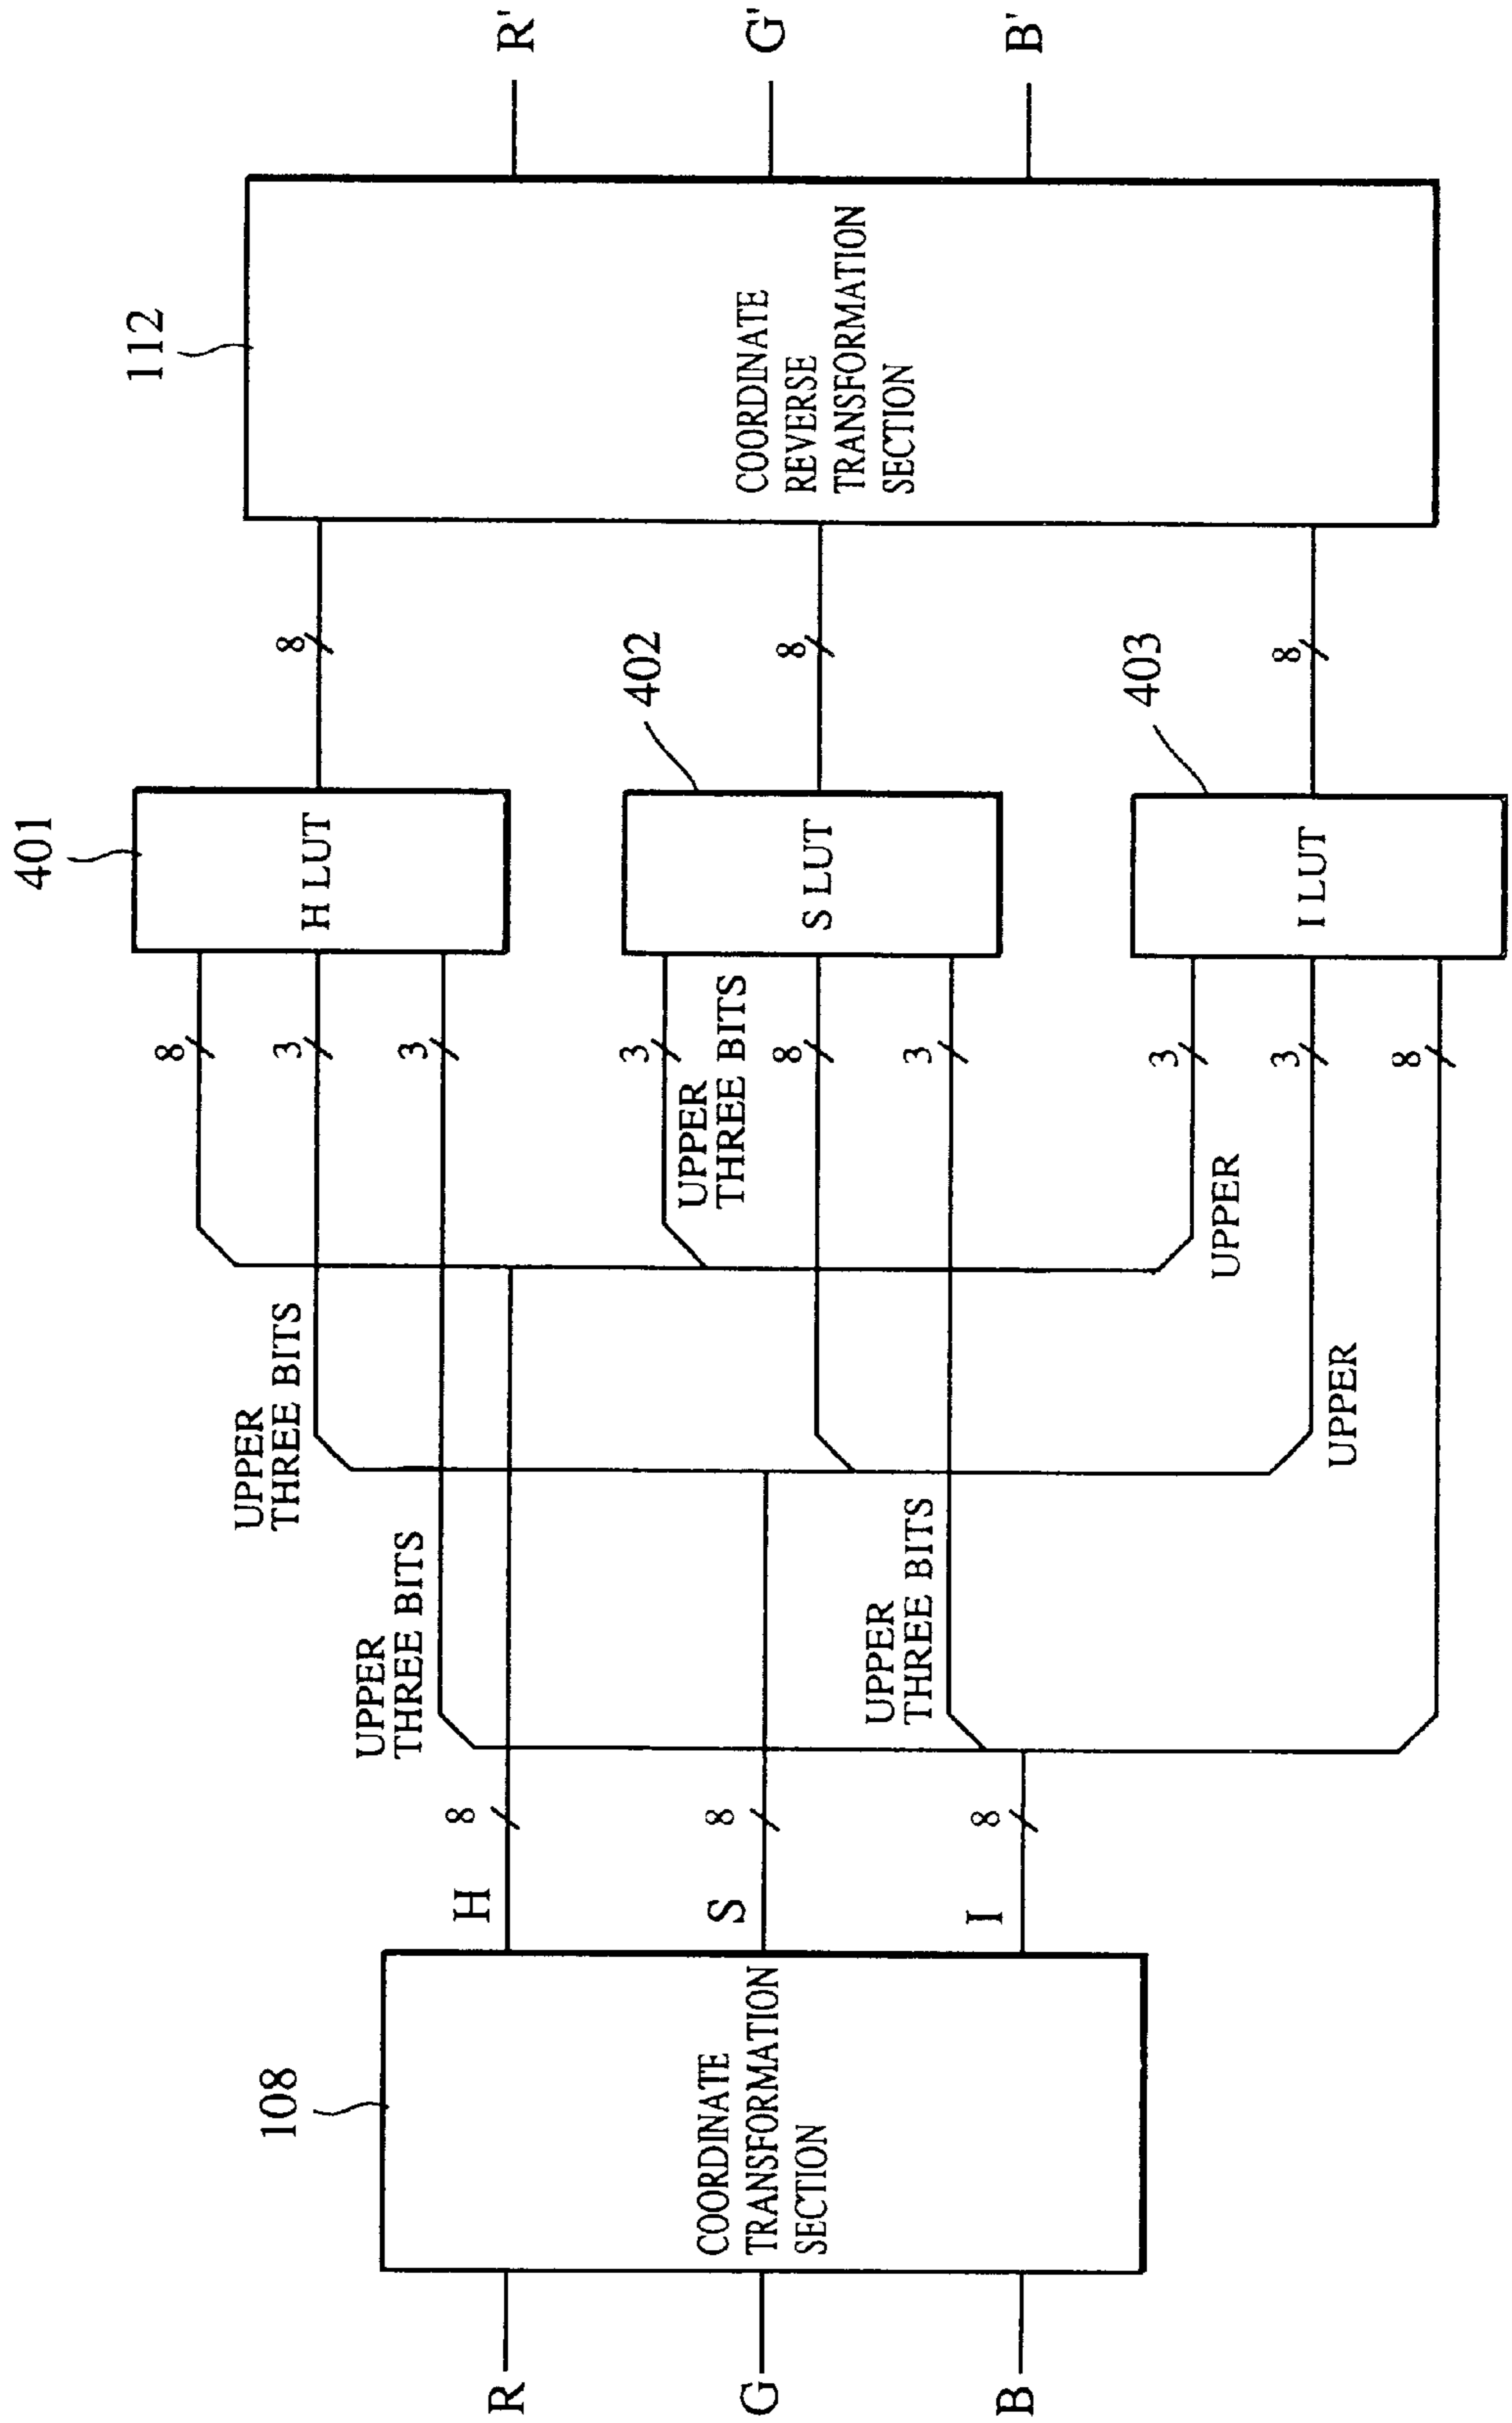 R
G
B
108
COORDINATE
TRANSFORMATION
SECTION
H
8
S
8
I
8
UPPER
THREE BITS
UPPER
THREE BITS
UPPER
THREE BITS
UPPER
THREE BITS
UPPER
UPPER
8
3
3
3
8
3
3
3
8
401
H LUT
402
S LUT
403
I LUT
8
8
8
112
COORDINATE
REVERSE
TRANSFORMATION
SECTION
R'
G'
B'